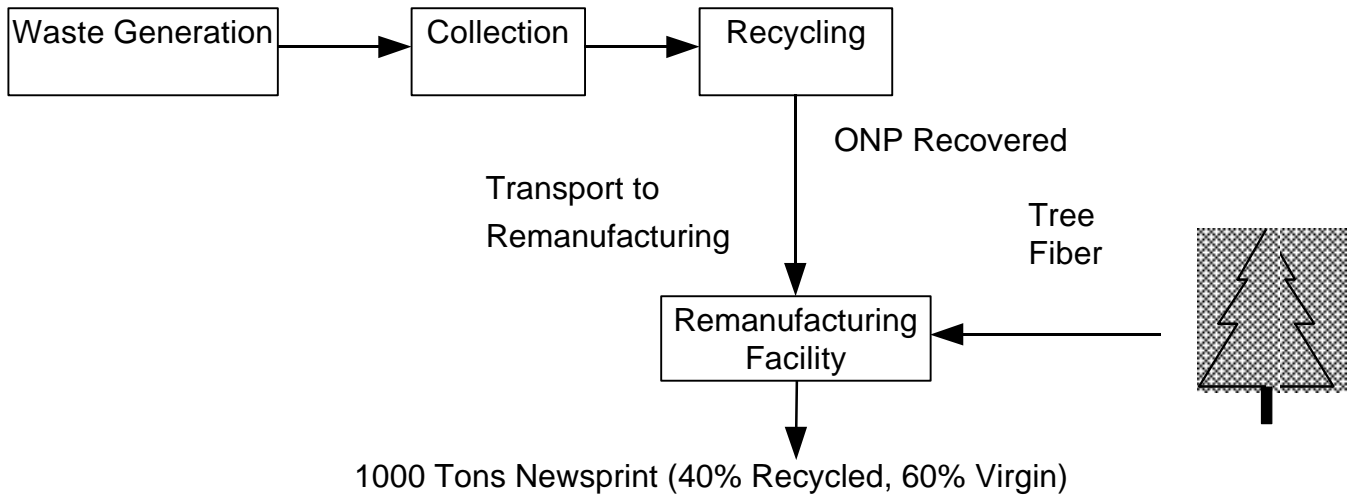 Waste Generation
Collection
Recycling
ONP Recovered
Transport to
Remanufacturing
Tree
Fiber
Remanufacturing
Facility
1000 Tons Newsprint (40% Recycled, 60% Virgin)